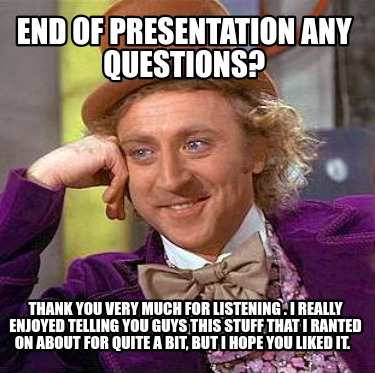 END OF PRESENTATION ANY
QUESTIONS?
THANK YOU VERY MUCH FOR LISTENING . I REALLY
ENJOYED TELLING YOU GUYS THIS STUFF THAT I RANTED
ON ABOUT FOR QUITE A BIT, BUT I HOPE YOU LIKED IT.